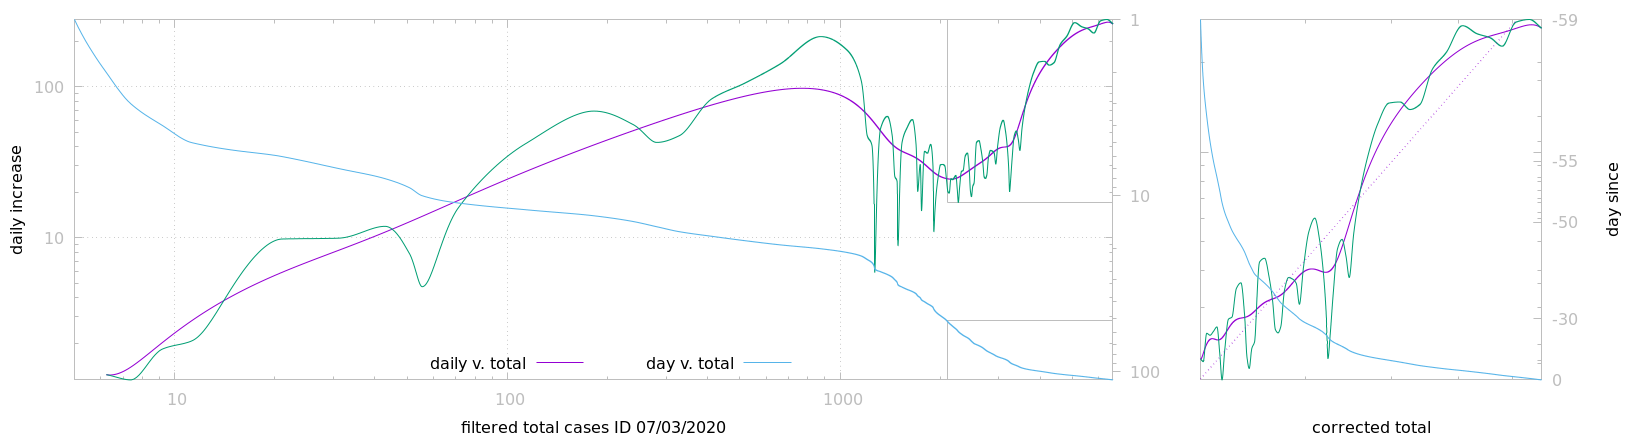 daily increase
100
10
10
100
1000
1
10
100
daily v. total
day v. total
filtered total cases ID 07/03/2020
-59
-55
-50
-30
0
day since
corrected total